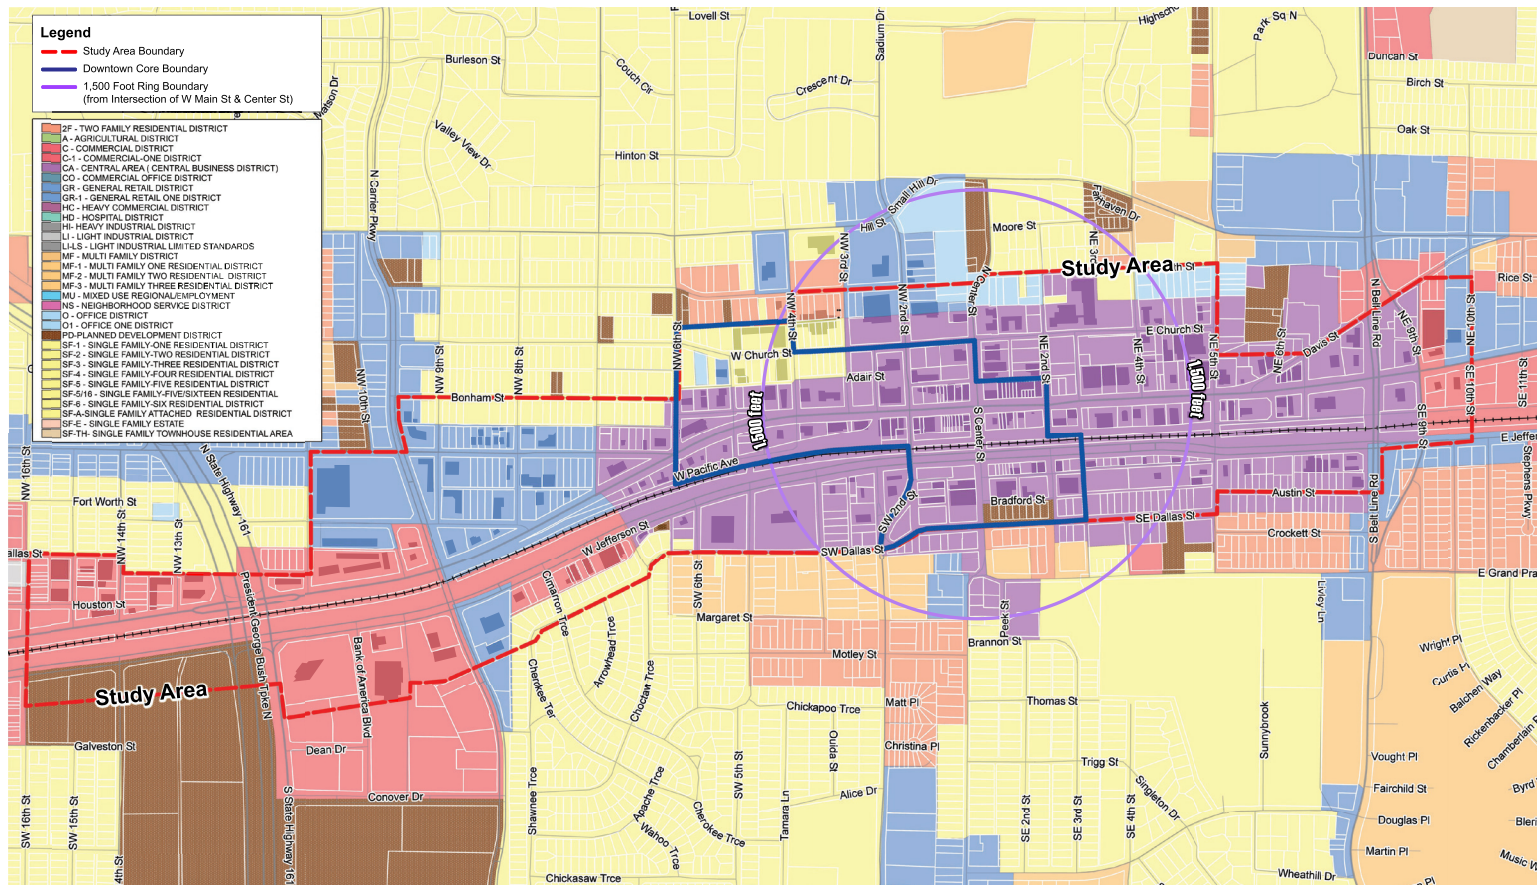 Legend
Study Area Boundary
Downtown Core Boundary
1,500 Foot Ring Boundary
(from Intersection of W Main St & Center St)
2F - TWO FAMILY RESIDENTIAL DISTRICT
A - AGRICULTURAL DISTRICT
C - COMMERCIAL DISTRICT
C-1 - COMMERCIAL-ONE DISTRICT
CA - CENTRAL AREA ( CENTRAL BUSINESS DISTRICT)
CO - COMMERCIAL OFFICE DISTRICT
GR - GENERAL RETAIL DISTRICT
GR-1 - GENERAL RETAIL ONE DISTRICT
HC - HEAVY COMMERCIAL DISTRICT
HD - HOSPITAL DISTRICT
HI- HEAVY INDUSTRIAL DISTRICT
LI - LIGHT INDUSTRIAL DISTRICT
LI-LS - LIGHT INDUSTRIAL LIMITED STANDARDS
MF - MULTI FAMILY DISTRICT
MF-1 - MULTI FAMILY ONE RESIDENTIAL DISTRICT
MF-2 - MULTI FAMILY TWO RESIDENTIAL DISTRICT
MF-3 - MULTI FAMILY THREE RESIDENTIAL DISTRICT
MU - MIXED USE REGIONAL/EMPLOYMENT
NS - NEIGHBORHOOD SERVICE DISTRICT
O - OFFICE DISTRICT
O1 - OFFICE ONE DISTRICT
PD-PLANNED DEVELOPMENT DISTRICT
SF-1 - SINGLE FAMILY-ONE RESIDENTIAL DISTRICT
SF-2 - SINGLE FAMILY-TWO RESIDENTIAL DISTRICT
SF-3 - SINGLE FAMILY-THREE RESIDENTIAL DISTRICT
SF-4 - SINGLE FAMILY-FOUR RESIDENTIAL DISTRICT
SF-5 - SINGLE FAMILY-FIVE RESIDENTIAL DISTRICT
SF-5/16 - SINGLE FAMILY-FIVE/SIXTEEN RESIDENTIAL
SF-6 - SINGLE FAMILY-SIX RESIDENTIAL DISTRICT
SF-A-SINGLE FAMILY ATTACHED RESIDENTIAL DISTRICT
SF-E - SINGLE FAMILY ESTATE
SF-TH- SINGLE FAMILY TOWNHOUSE RESIDENTIAL AREA
Lovell St
Sadium Dr
Park Sq N
Burleson St
Couch Cir
Crescent Dr
Duncan St
Birch St
Matson Dr
Valley View Dr
Hinton St
Oak St
N Carrier Pkwy
Small Hill Dr
Hill St
Fairhaven Dr
Moore St
NW 3rd St
NE 3rd
Study Area
th St
N Center St
Rice St
NW 4th St
NW 2nd St
N Belt Line Rd
NE 9th St
NE 10th St
E Church St
NW 6th St
W Church St
NE 2nd St
NE 4th St
NE 5th St
NE 6th St
Davis St
NW 9th St
NW 8th St
Adair St
1,500 feet
SE 11th St
NW 10th St
Bonham St
1,500 feet
S Center St
SE 9th St
SE 10th St
E Jeffer
NW 16th St
N State Highway 161
W Pacific Ave
Stephens Pkwy
Fort Worth St
Bradford St
Austin St
SW 2nd St
SE Dallas St
S Belt Line Rd
NW 14th St
NW 13th St
W Jefferson St
Crockett St
allas St
SW Dallas St
E Grand Pra
Houston St
President George Bush Tpke N
Cimarron Trce
SW 6th St
Margaret St
Peek St
Lively Ln
Arrowhead Trce
Brannon St
Wright Pl
Bank of America Blvd
Motley St
Balchen Way
Study Area
Cherokee Ter
Choctaw Trce
Rickenbacker Pl
Chickapoo Trce
Matt Pl
Thomas St
Sunnybrook
Galveston St
Dean Dr
Ouida St
Christina Pl
Vought Pl
SW 5th St
Trigg St
Singleton Dr
Conover Dr
Shawnee Trce
Apache Trce
Alice Dr
Fairchild St
Byrd
SW 16th St
SW 15th St
S State Highway 161
Cherokee Trce
Tamara Ln
SE 2nd St
SE 3rd St
SE 4th St
Douglas Pl
Wahoo Trce
Martin Pl
Music W
4th St
Chickasaw Trce
Wheathill Dr